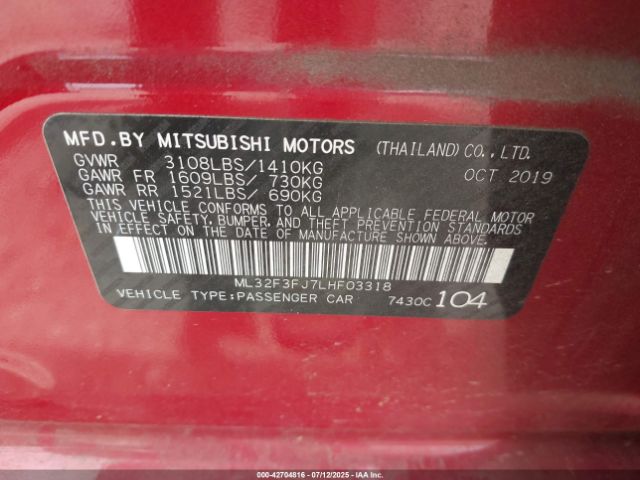 MFD.BY MITSUBISHI MOTORS (THAILAND)CO.,LTD.
GVWR 3108LBS/1410KG OCT 2019
GAWR FR 1609LBS/ 730KG
GAWR RR 1521LBS/ 690KG
THIS VEHICLE CONFORMS TO ALL APPLICABLE FEDERAL MOTOR
VEHICLE SAFETY, BUMPER, AND THEFT PREVENTION STANDARDS
IN EFFECT ON THE DATE OF MANUFACTURE SHOWN ABOVE.
ML32F3FJ7LHF03318
VEHICLE TYPE:PASSENGER CAR 7430C 104
000-42704816 - 07/12/2025 - IAAI.COM